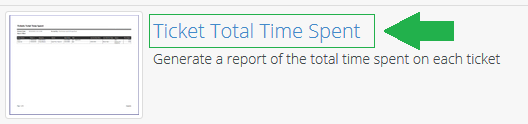 Ticket Total Time Spent
Generate a report of the total time spent on each ticket